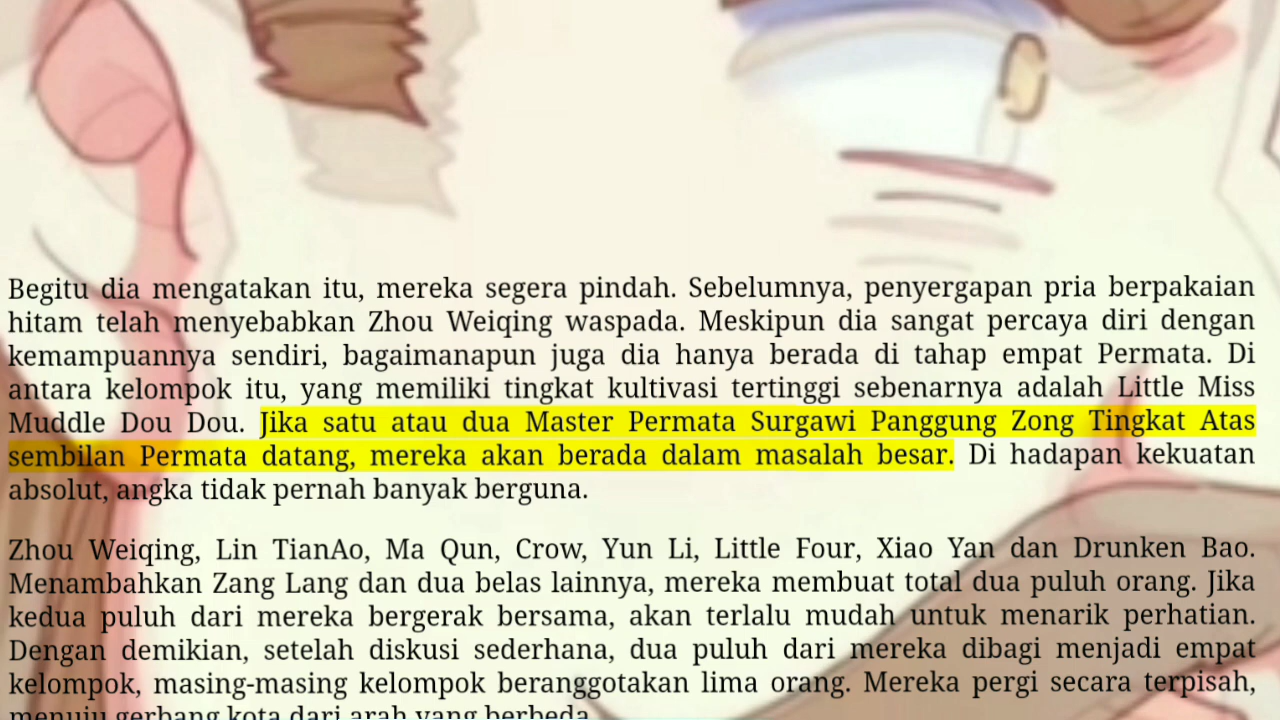 Begitu dia mengatakan itu, mereka segera pindah. Sebelumnya, penyergapan pria berpakaian
hitam telah menyebabkan Zhou Weiqing waspada. Meskipun dia sangat percaya diri dengan
kemampuannya sendiri, bagaimanapun juga dia hanya berada di tahap empat Permata. Di
antara kelompok itu, yang memiliki tingkat kultivasi tertinggi sebenarnya adalah Little Miss
Muddle Dou Dou. Jika satu atau dua Master Permata Surgawi Panggung Zong Tingkat Atas
sembilan Permata datang, mereka akan berada dalam masalah besar. Di hadapan kekuatan
absolut, angka tidak pernah banyak berguna.
Zhou Weiqing, Lin TianAo, Ma Qun, Crow, Yun Li, Little Four, Xiao Yan dan Drunken Bao.
Menambahkan Zang Lang dan dua belas lainnya, mereka membuat total dua puluh orang. Jika
kedua puluh dari mereka bergerak bersama, akan terlalu mudah untuk menarik perhatian.
Dengan demikian, setelah diskusi sederhana, dua puluh dari mereka dibagi menjadi empat
kelompok, masing-masing kelompok beranggotakan lima orang. Mereka pergi secara terpisah,
menuju gerbang kota dari arah yang berbeda.